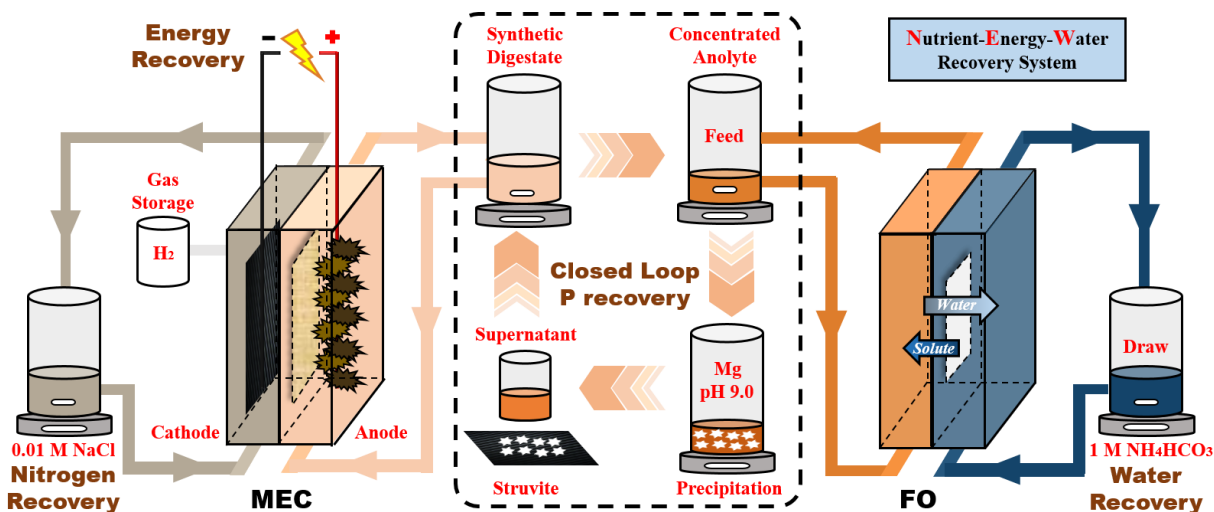 Energy
Recovery
− +
Synthetic
Digestate
Concentrated
Anolyte
Nutrient-Energy-Water
Recovery System
Feed
Gas
Storage
H2
Closed Loop
P recovery
Water
Solute
Supernatant
Mg
pH 9.0
Draw
Cathode
Anode
0.01 M NaCl
Nitrogen
Recovery
MEC
Struvite
Precipitation
FO
1 M NH4HCO3
Water
Recovery